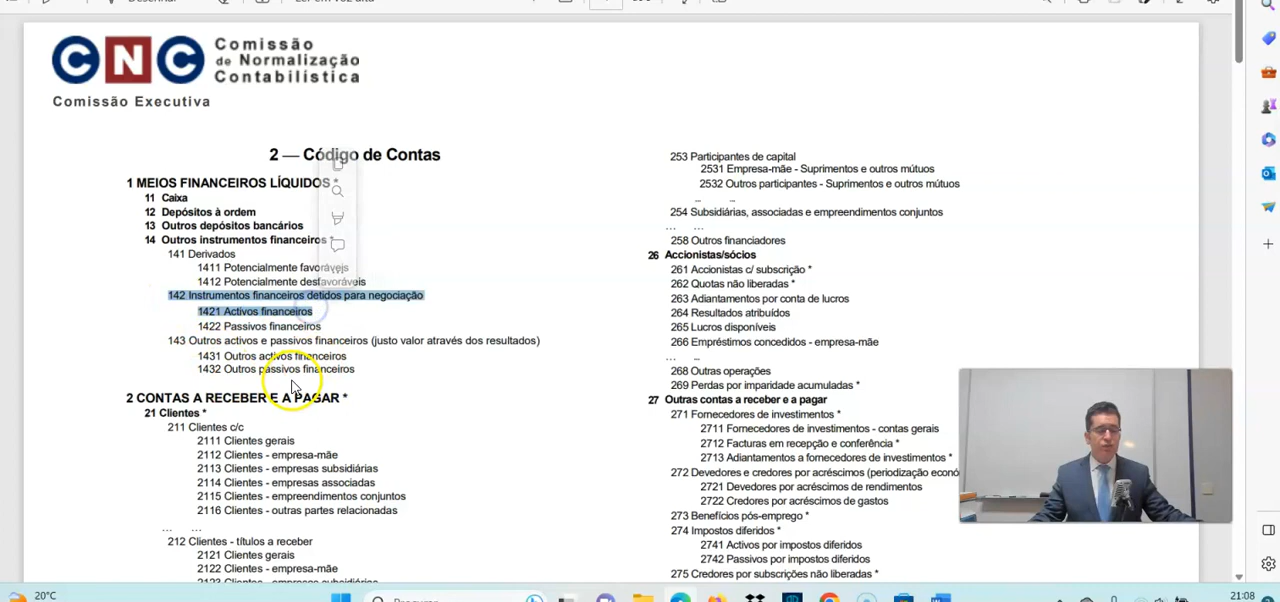 CNC
Comissão
de Normalização
Contabilística
Comissão Executiva
2 — Código de Contas
1 MEIOS FINANCEIROS LÍQUIDOS *
11 Caixa
12 Depósitos à ordem
13 Outros depósitos bancários
14 Outros instrumentos financeiros *
141 Derivados
1411 Potencialmente favoráveis
1412 Potencialmente desfavoráveis
142 Instrumentos financeiros detidos para negociação
1421 Activos financeiros
1422 Passivos financeiros
143 Outros activos e passivos financeiros (justo valor através dos resultados)
1431 Outros activos financeiros
1432 Outros passivos financeiros
2 CONTAS A RECEBER E A PAGAR *
21 Clientes *
211 Clientes c/c
2111 Clientes gerais
2112 Clientes - empresa-mãe
2113 Clientes - empresas subsidiárias
2114 Clientes - empresas associadas
2115 Clientes - empreendimentos conjuntos
2116 Clientes - outras partes relacionadas
... ...
212 Clientes - títulos a receber
2121 Clientes gerais
2122 Clientes - empresa-mãe
2123 Clientes - empresas subsidiárias
253 Participantes de capital
2531 Empresa-mãe - Suprimentos e outros mútuos
2532 Outros participantes - Suprimentos e outros mútuos
... ...
254 Subsidiárias, associadas e empreendimentos conjuntos
... ...
258 Outros financiadores
26 Accionistas/sócios
261 Accionistas c/ subscrição *
262 Quotas não liberadas *
263 Adiantamentos por conta de lucros
264 Resultados atribuídos
265 Lucros disponíveis
266 Empréstimos concedidos - empresa-mãe
... ...
268 Outras operações
269 Perdas por imparidade acumuladas *
27 Outras contas a receber e a pagar
271 Fornecedores de investimentos *
2711 Fornecedores de investimentos - contas gerais
2712 Facturas em recepção e conferência *
2713 Adiantamentos a fornecedores de investimentos *
272 Devedores e credores por acréscimos (periodização econó
2721 Devedores por acréscimos de rendimentos
2722 Credores por acréscimos de gastos
273 Benefícios pós-emprego *
274 Impostos diferidos *
2741 Activos por impostos diferidos
2742 Passivos por impostos diferidos
275 Credores por subscrições não liberadas *
20°C
Procurar
21:08